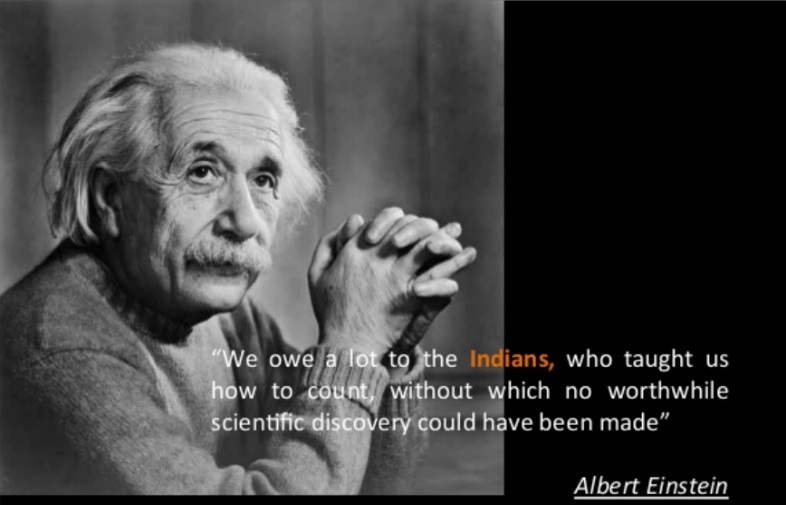 “We owe a lot to the Indians, who taught us
how to count, without which no worthwhile
scientific discovery could have been made”
Albert Einstein